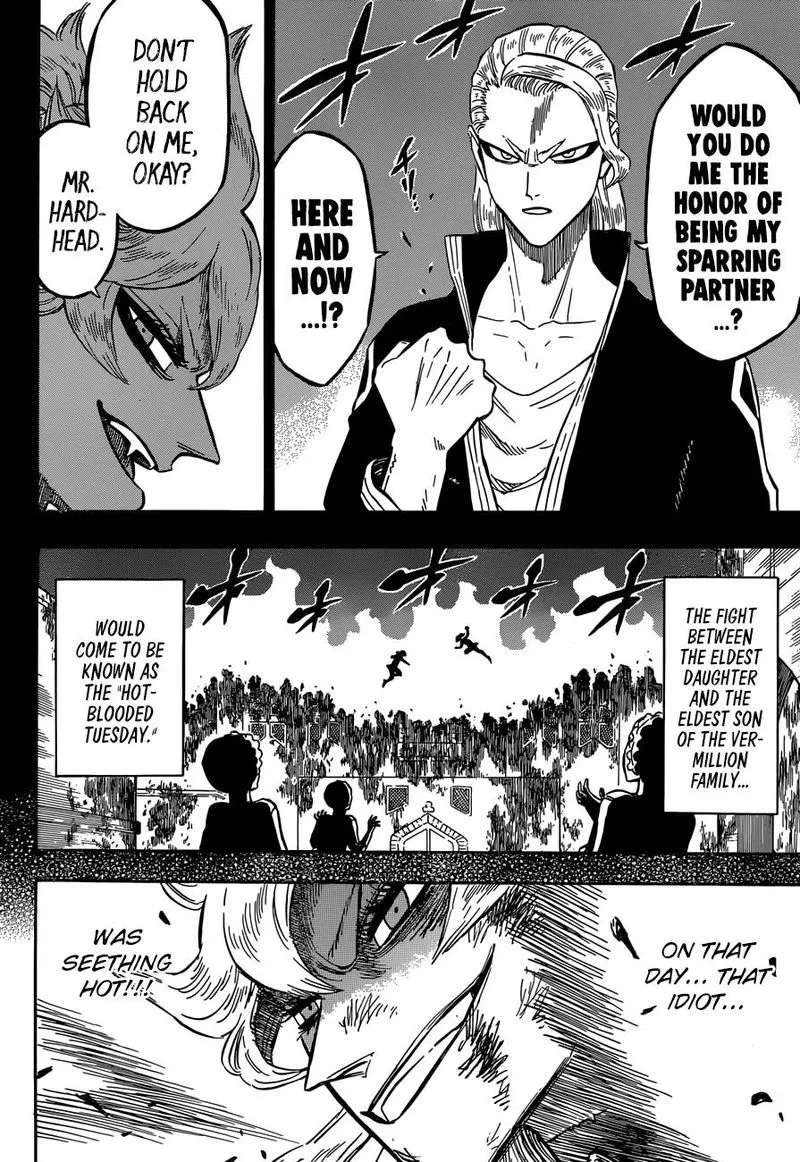 WOULD
YOU DO
ME THE
HONOR OF
BEING MY
SPARRING
PARTNER
...?
HERE
AND
NOW
...!?
DON'T
HOLD
BACK
ON ME,
OKAY?
MR.
HARD-
HEAD.
THE FIGHT
BETWEEN
THE ELDEST
DAUGHTER
AND THE
ELDEST SON
OF THE VER-
MILLION
FAMILY...
WOULD
COME TO BE
KNOWN AS
THE "HOT-
BLOODED
TUESDAY."
ON THAT
DAY... THAT
IDIOT...
WAS
SEETHING
HOT!!!